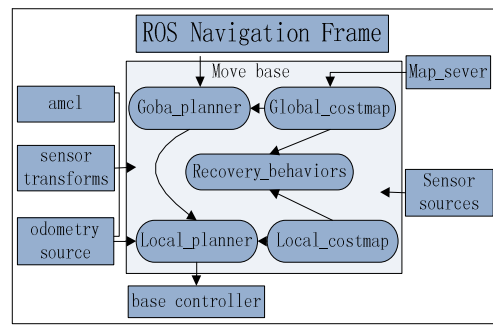 ROS Navigation Frame
Move base
Map_sever
amcl
Goba_planner
Global_costmap
sensor
transforms
Recovery_behaviors
Sensor
sources
odometry
source
Local_planner
Local_costmap
base controller